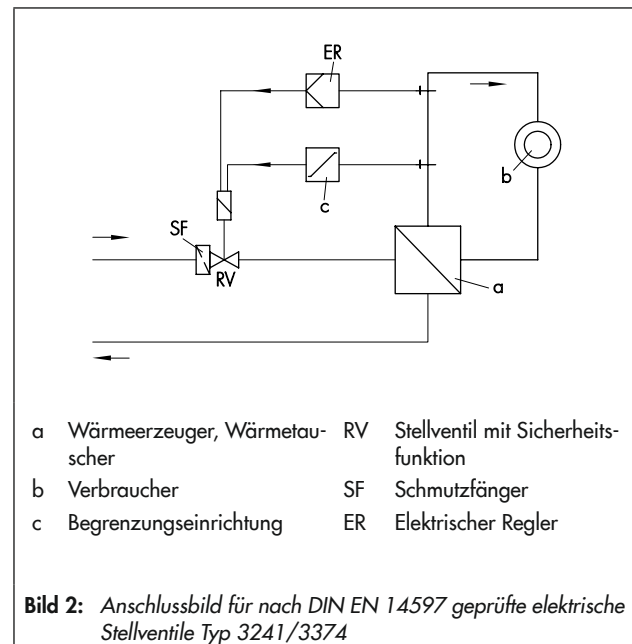 ER
b
c
SF
RV
a
a Wärmeerzeuger, Wärmetau-
scher
b Verbraucher
c Begrenzungseinrichtung
RV Stellventil mit Sicherheits-
funktion
SF Schmutzfänger
ER Elektrischer Regler
Bild 2: Anschlussbild für nach DIN EN 14597 geprüfte elektrische
Stellventile Typ 3241/3374